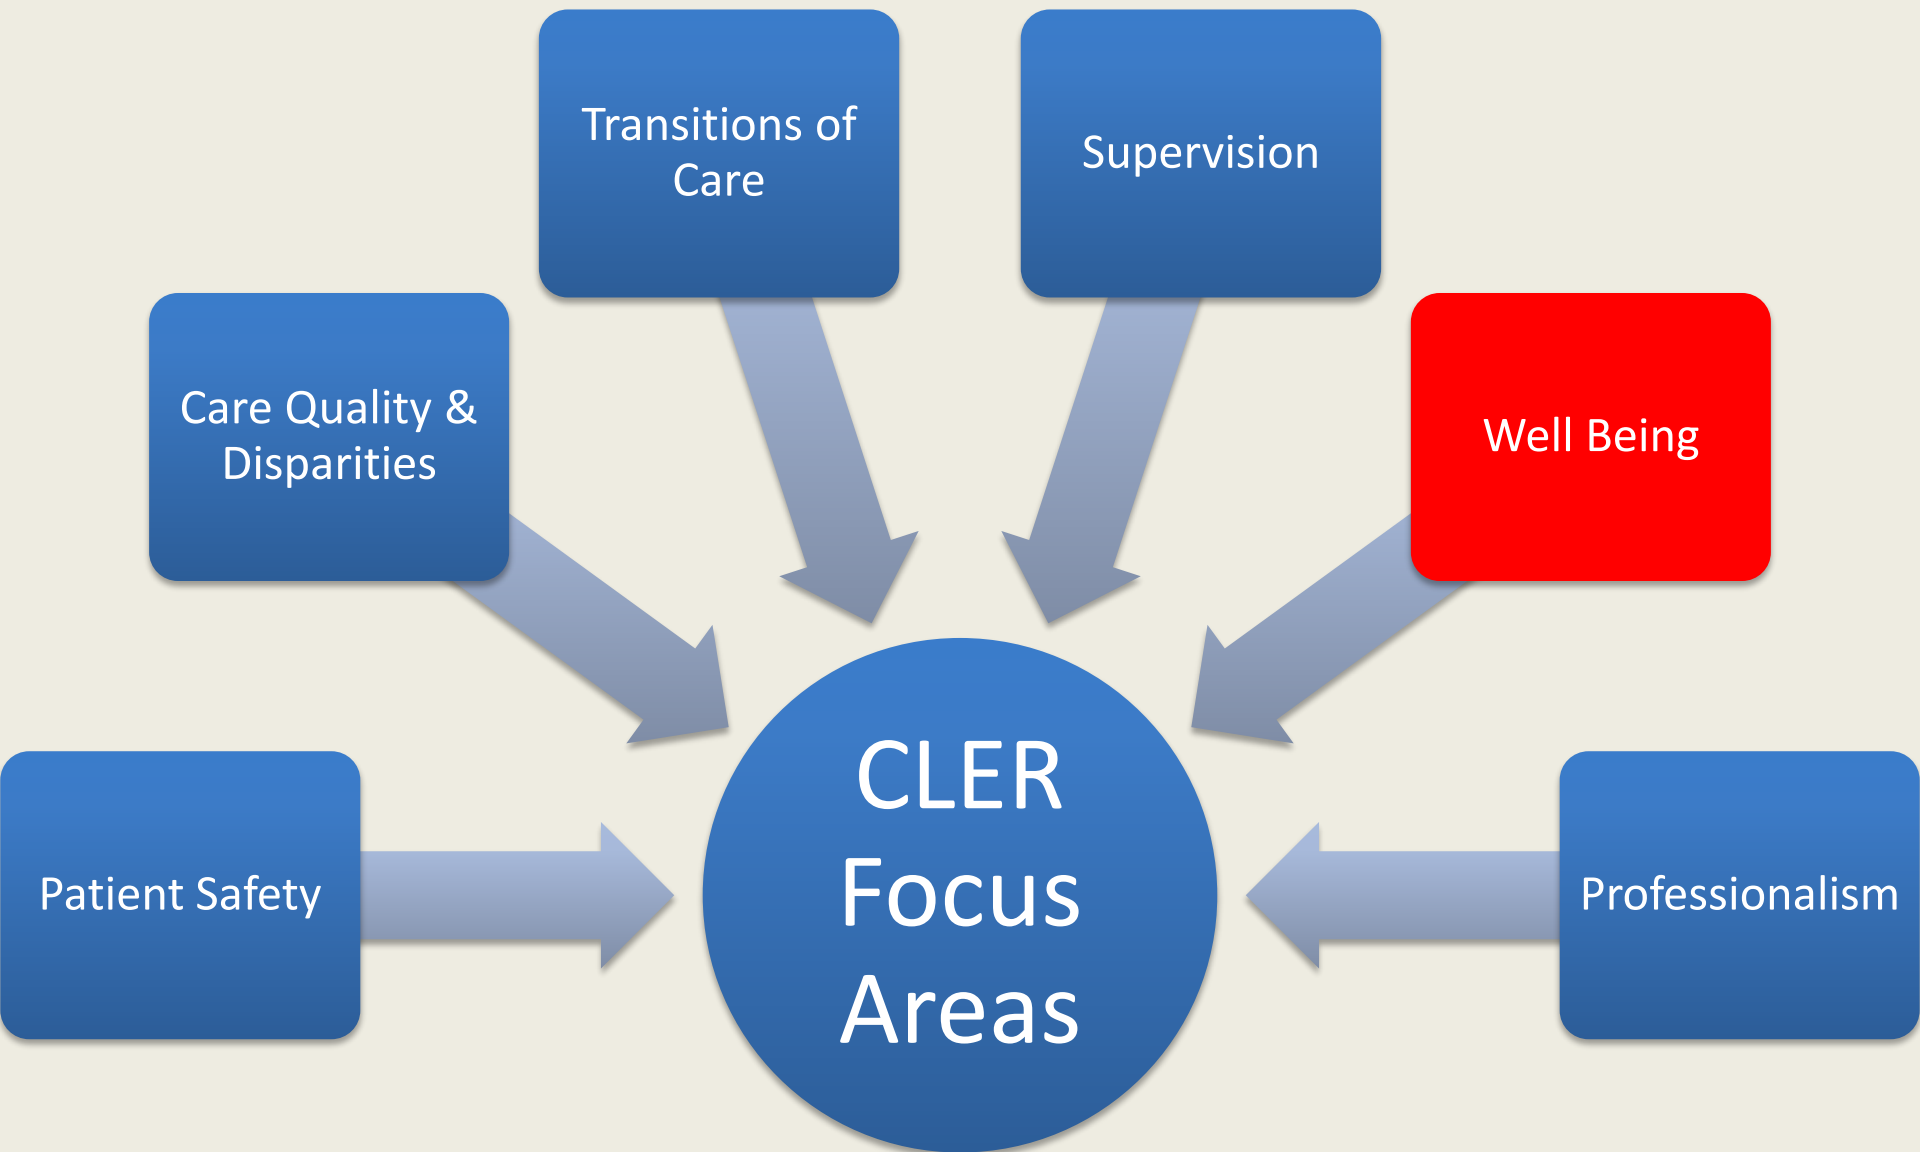 Transitions of
Care
Supervision
Care Quality &
Disparities
Well Being
Patient Safety
CLER
Focus
Areas
Professionalism